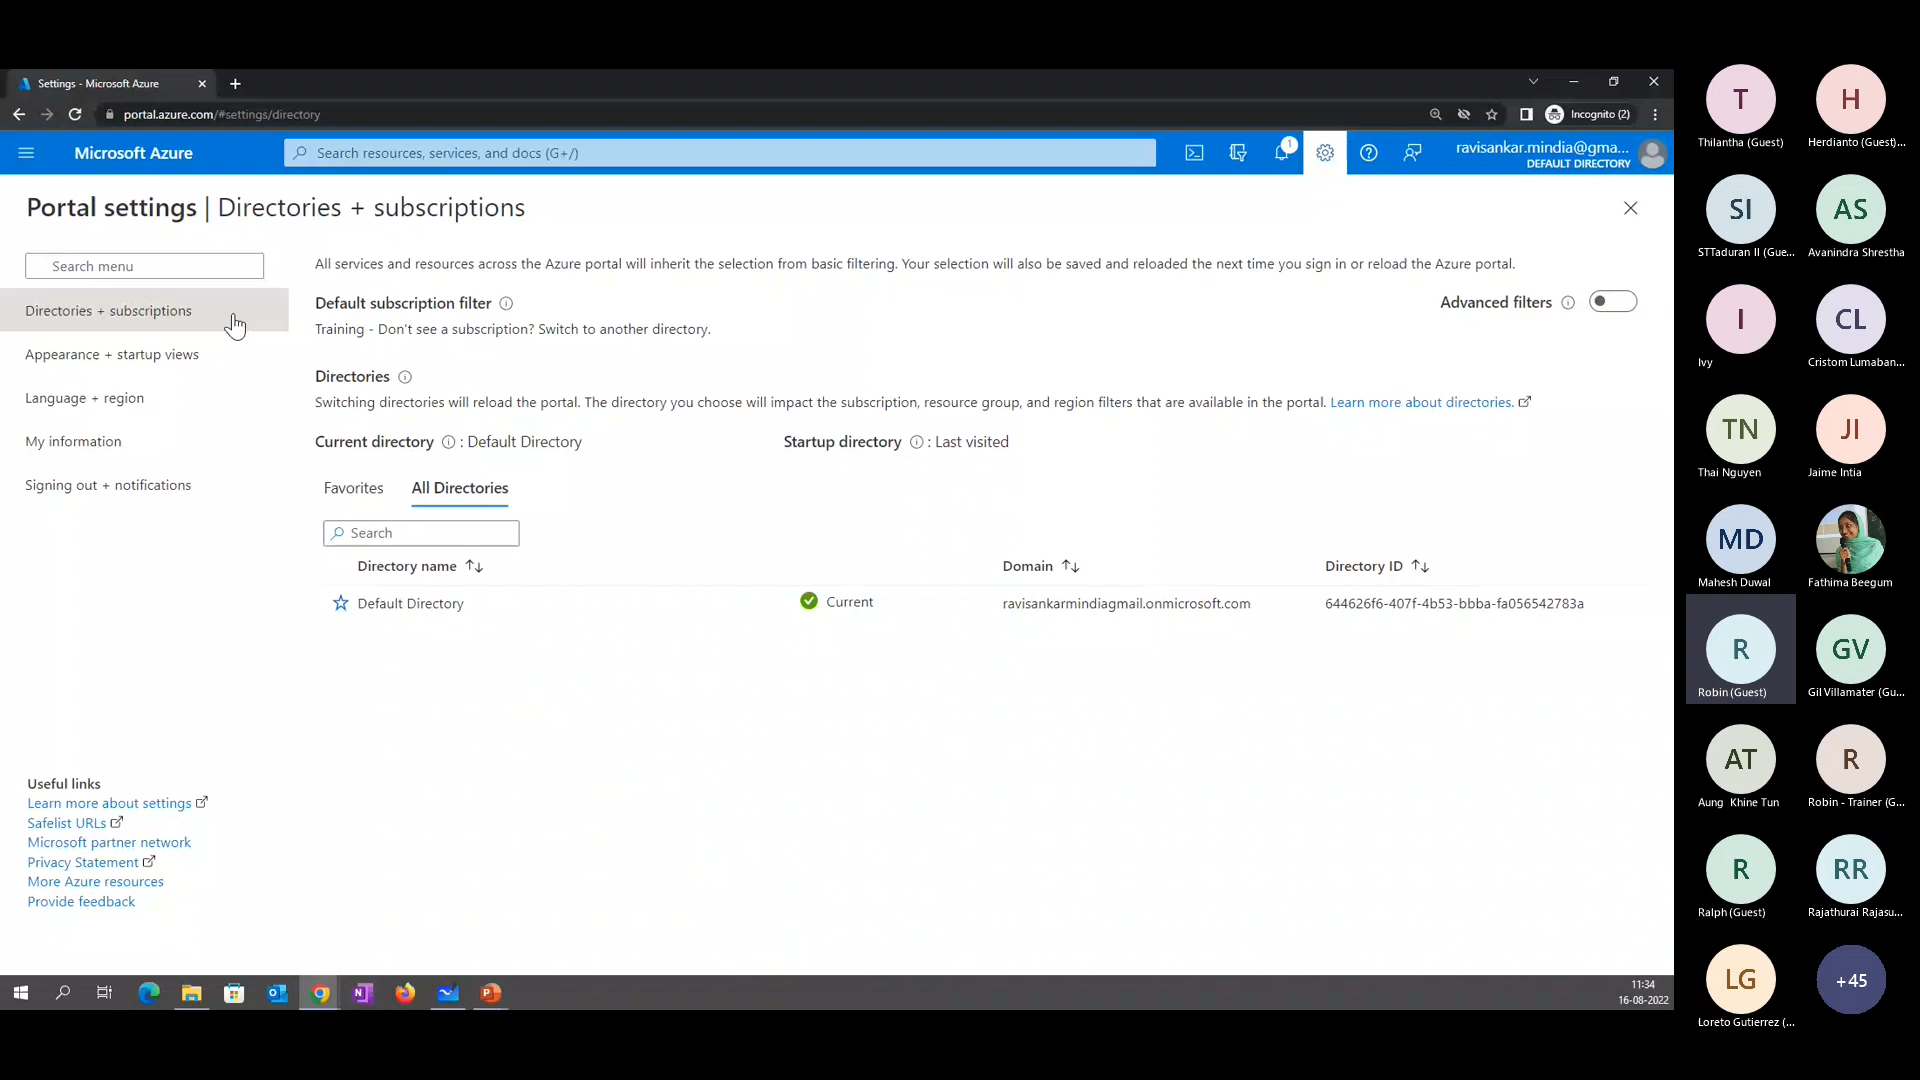 Settings - Microsoft Azure
portal.azure.com/#settings/directory
Incognito (2)
Microsoft Azure
Search resources, services, and docs (G+/)
1
ravisankar.mindia@gma...
DEFAULT DIRECTORY
Portal settings | Directories + subscriptions
Search menu
Directories + subscriptions
Appearance + startup views
Language + region
My information
Signing out + notifications
Useful links
Learn more about settings
Safelist URLs
Microsoft partner network
Privacy Statement
More Azure resources
Provide feedback
All services and resources across the Azure portal will inherit the selection from basic filtering. Your selection will also be saved and reloaded the next time you sign in or reload the Azure portal.
Default subscription filter
Advanced filters
Training - Don't see a subscription? Switch to another directory.
Directories
Switching directories will reload the portal. The directory you choose will impact the subscription, resource group, and region filters that are available in the portal. Learn more about directories.
Current directory : Default Directory
Startup directory : Last visited
Favorites
All Directories
Search
Directory name
Domain
Directory ID
Default Directory
Current
ravisankarmindiagmail.onmicrosoft.com
644626f6-407f-4b53-bbba-fa056542783a
11:34
16-08-2022
T
Thilantha (Guest)
H
Herdianto (Guest)...
SI
STTaduran II (Gue...
AS
Avanindra Shrestha
I
Ivy
CL
Cristom Lumaban...
TN
Thai Nguyen
JI
Jaime Intia
MD
Mahesh Duwal
Fathima Beegum
R
Robin (Guest)
GV
Gil Villamater (Gu...
AT
Aung Khine Tun
R
Robin - Trainer (G...
R
Ralph (Guest)
RR
Rajathurai Rajasu...
LG
Loreto Gutierrez (...
+45